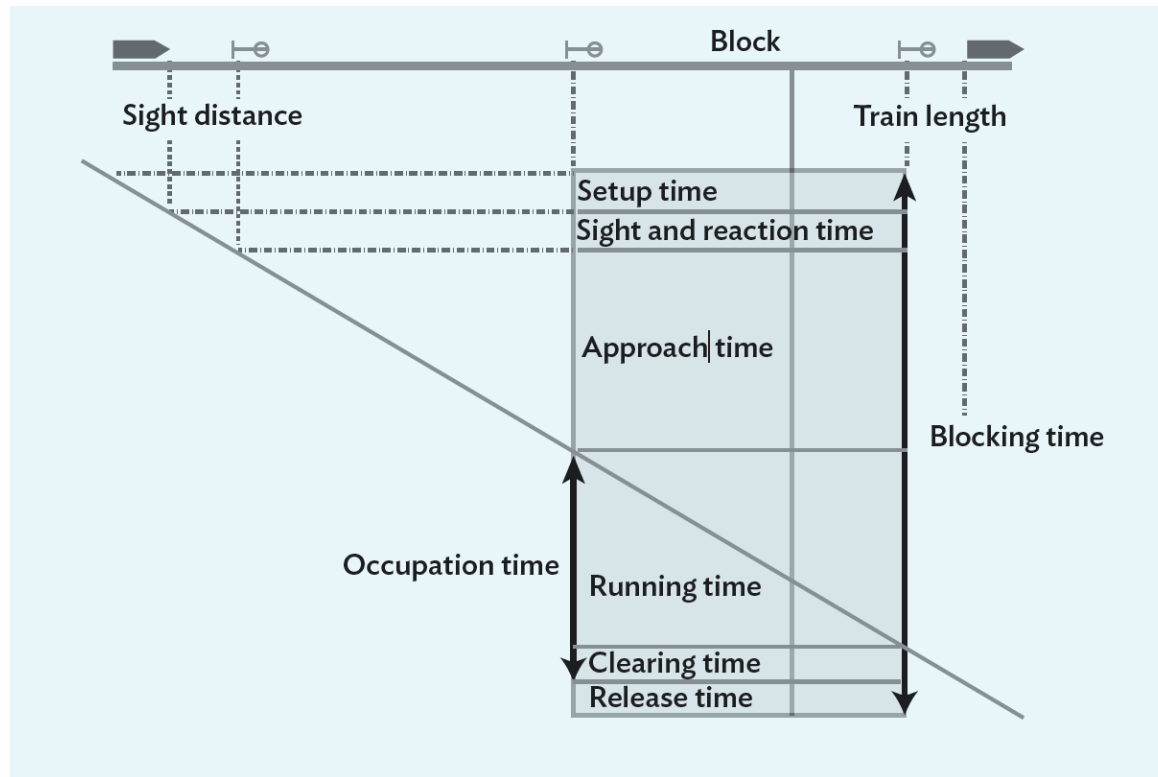 Block
Sight distance
Train length
Setup time
Sight and reaction time
Approach time
Blocking time
Occupation time
Running time
Clearing time
Release time